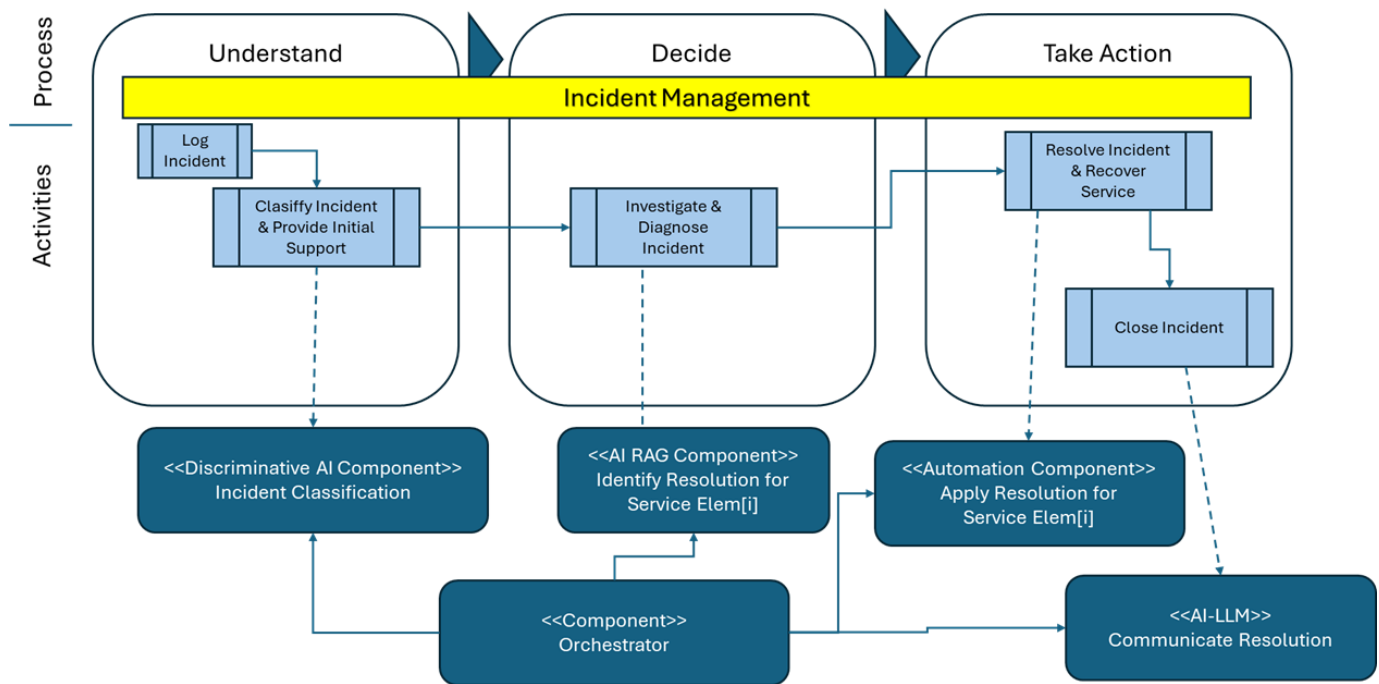 Process
Understand
Decide
Take Action
Incident Management
Activities
Log
Incident
Clasiffy Incident
& Provide Initial
Support
Investigate &
Diagnose
Incident
Resolve Incident
& Recover
Service
Close Incident
<<Discriminative AI Component>>
Incident Classification
<<AI RAG Component>>
Identify Resolution for
Service Elem[i]
<<Automation Component>>
Apply Resolution for
Service Elem[i]
<<Component>>
Orchestrator
<<AI-LLM>>
Communicate Resolution